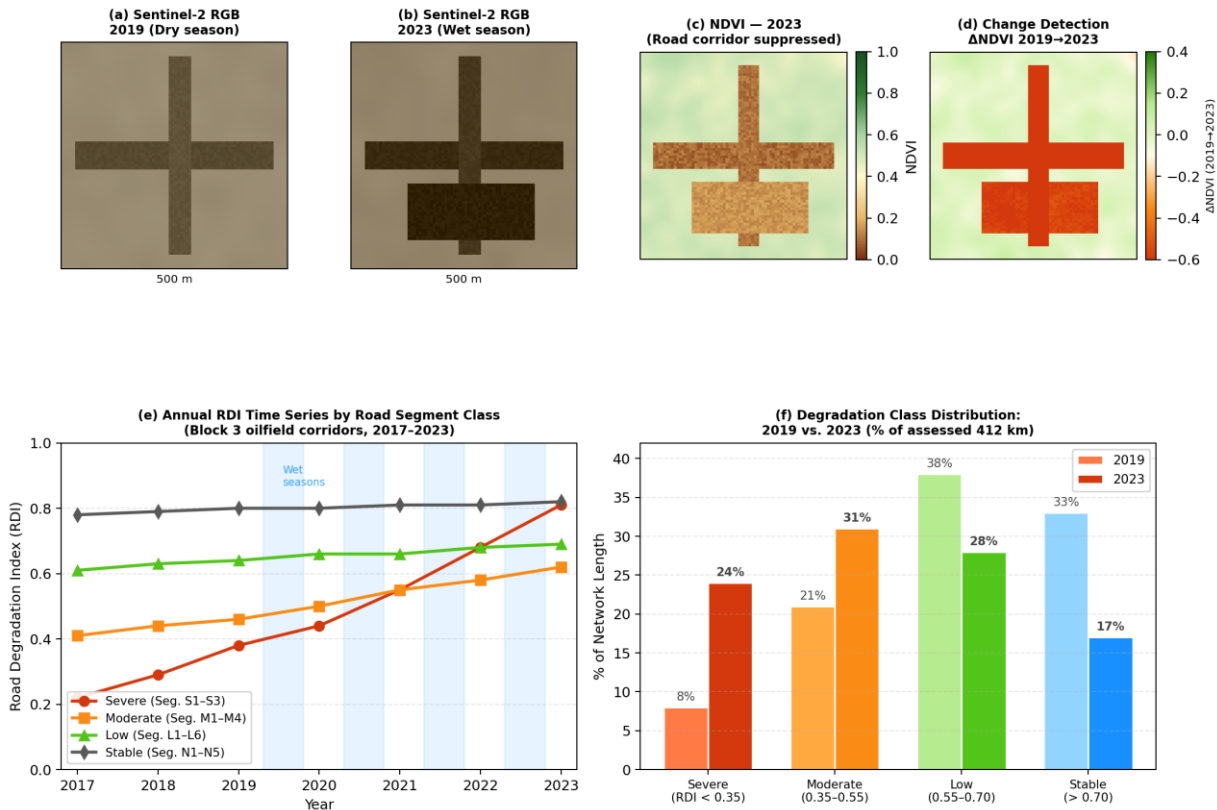 (a) Sentinel-2 RGB
2019 (Dry season)
500 m
(b) Sentinel-2 RGB
2023 (Wet season)
500 m
(c) NDVI — 2023
(Road corridor suppressed)
1.0
0.8
0.6
0.4
0.2
0.0
NDVI
(d) Change Detection
ΔNDVI 2019→2023
0.4
0.2
0.0
−0.2
−0.4
−0.6
ΔNDVI (2019→2023)
(e) Annual RDI Time Series by Road Segment Class
(Block 3 oilfield corridors, 2017–2023)
Road Degradation Index (RDI)
1.0
0.8
0.6
0.4
0.2
0.0
Wet
seasons
Severe (Seg. S1–S3)
Moderate (Seg. M1–M4)
Low (Seg. L1–L6)
Stable (Seg. N1–N5)
2017 2018 2019 2020 2021 2022 2023
Year
(f) Degradation Class Distribution:
2019 vs. 2023 (% of assessed 412 km)
% of Network Length
40
35
30
25
20
15
10
5
0
2019
2023
8%
24%
21%
31%
38%
28%
33%
17%
Severe
(RDI < 0.35)
Moderate
(0.35–0.55)
Low
(0.55–0.70)
Stable
(> 0.70)